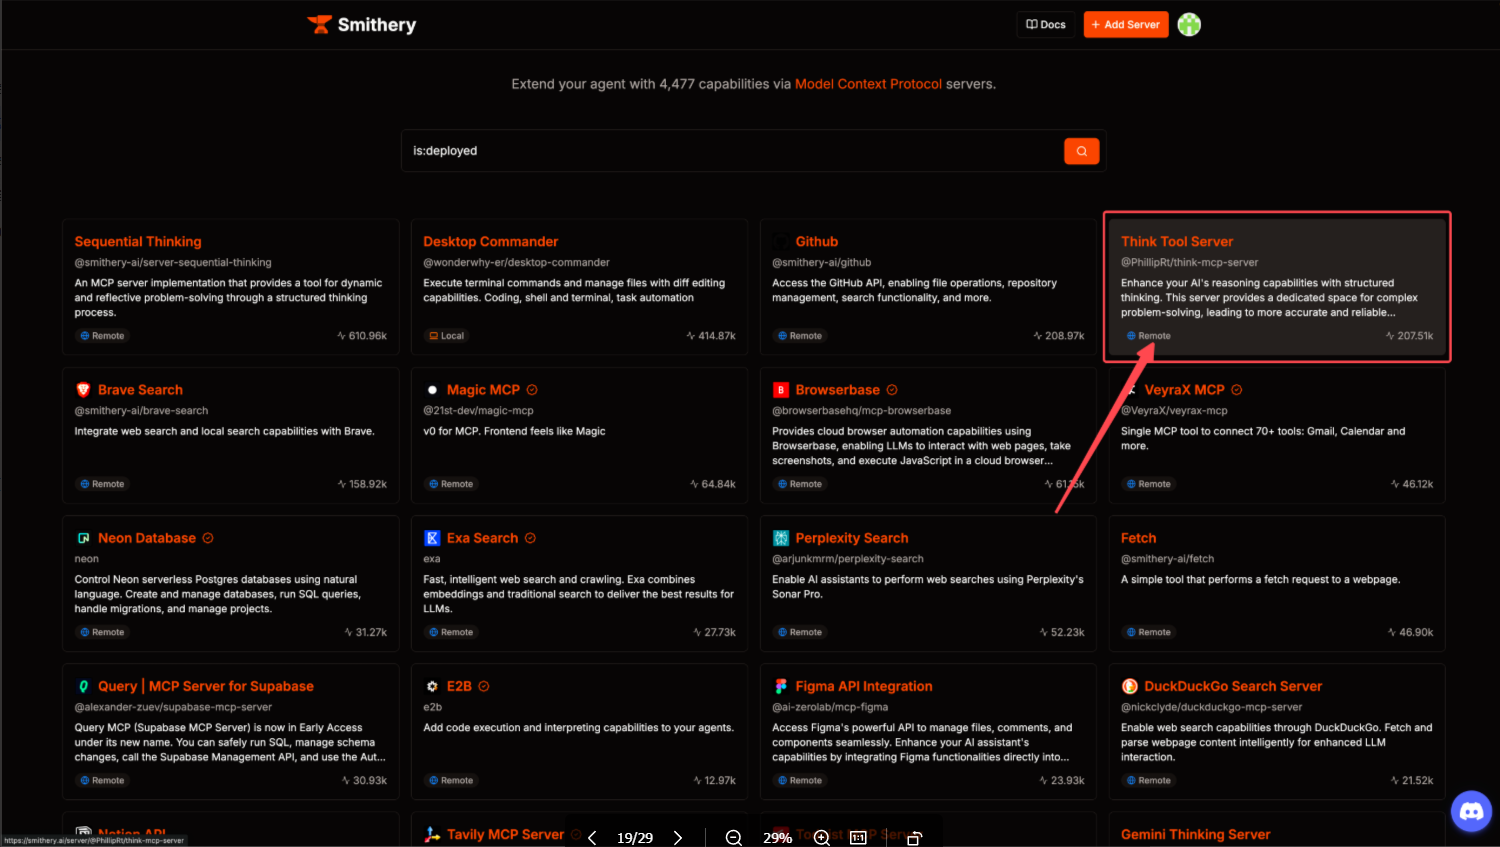 Smithery
Docs
+ Add Server
Extend your agent with 4,477 capabilities via Model Context Protocol servers.
is:deployed
Sequential Thinking
@smithery-ai/server-sequential-thinking
An MCP server implementation that provides a tool for dynamic
and reflective problem-solving through a structured thinking
process.
Remote
610.96k
Desktop Commander
@wonderwhy-er/desktop-commander
Execute terminal commands and manage files with diff editing
capabilities. Coding, shell and terminal, task automation
Local
414.87k
Github
@smithery-ai/github
Access the GitHub API, enabling file operations, repository
management, search functionality, and more.
Remote
208.97k
Think Tool Server
@PhillipRt/think-mcp-server
Enhance your AI's reasoning capabilities with structured
thinking. This server provides a dedicated space for complex
problem-solving, leading to more accurate and reliable...
Remote
207.51k
Brave Search
@smithery-ai/brave-search
Integrate web search and local search capabilities with Brave.
Remote
158.92k
Magic MCP
@21st-dev/magic-mcp
v0 for MCP. Frontend feels like Magic
Remote
64.84k
B
Browserbase
@browserbasehq/mcp-browserbase
Provides cloud browser automation capabilities using
Browserbase, enabling LLMs to interact with web pages, take
screenshots, and execute JavaScript in a cloud browser...
Remote
VeyraX MCP
@VeyraX/veyrax-mcp
Single MCP tool to connect 70+ tools: Gmail, Calendar and
more.
Remote
46.12k
Neon Database
neon
Control Neon serverless Postgres databases using natural
language. Create and manage databases, run SQL queries,
handle migrations, and manage projects.
Remote
31.27k
Exa Search
exa
Fast, intelligent web search and crawling. Exa combines
embeddings and traditional search to deliver the best results for
LLMs.
Remote
27.73k
Perplexity Search
@arjunkmrm/perplexity-search
Enable AI assistants to perform web searches using Perplexity's
Sonar Pro.
Remote
52.23k
Fetch
@smithery-ai/fetch
A simple tool that performs a fetch request to a webpage.
Remote
46.90k
Query | MCP Server for Supabase
@alexander-zuev/supabase-mcp-server
Query MCP (Supabase MCP Server) is now in Early Access
under its new name. You can safely run SQL, manage schema
changes, call the Supabase Management API, and use the Aut...
Remote
30.93k
E2B
e2b
Add code execution and interpreting capabilities to your agents.
Remote
12.97k
Figma API Integration
@ai-zerolab/mcp-figma
Access Figma's powerful API to manage files, comments, and
components seamlessly. Enhance your AI assistant's
capabilities by integrating Figma functionalities directly into...
Remote
23.93k
DuckDuckGo Search Server
@nickclyde/duckduckgo-mcp-server
Enable web search capabilities through DuckDuckGo. Fetch and
parse webpage content intelligently for enhanced LLM
interaction.
Remote
21.52k
Notion API
Tavily MCP Server
Gemini Thinking Server
19/29
29%
1:1
https://smithery.ai/server/@PhillipRt/think-mcp-server